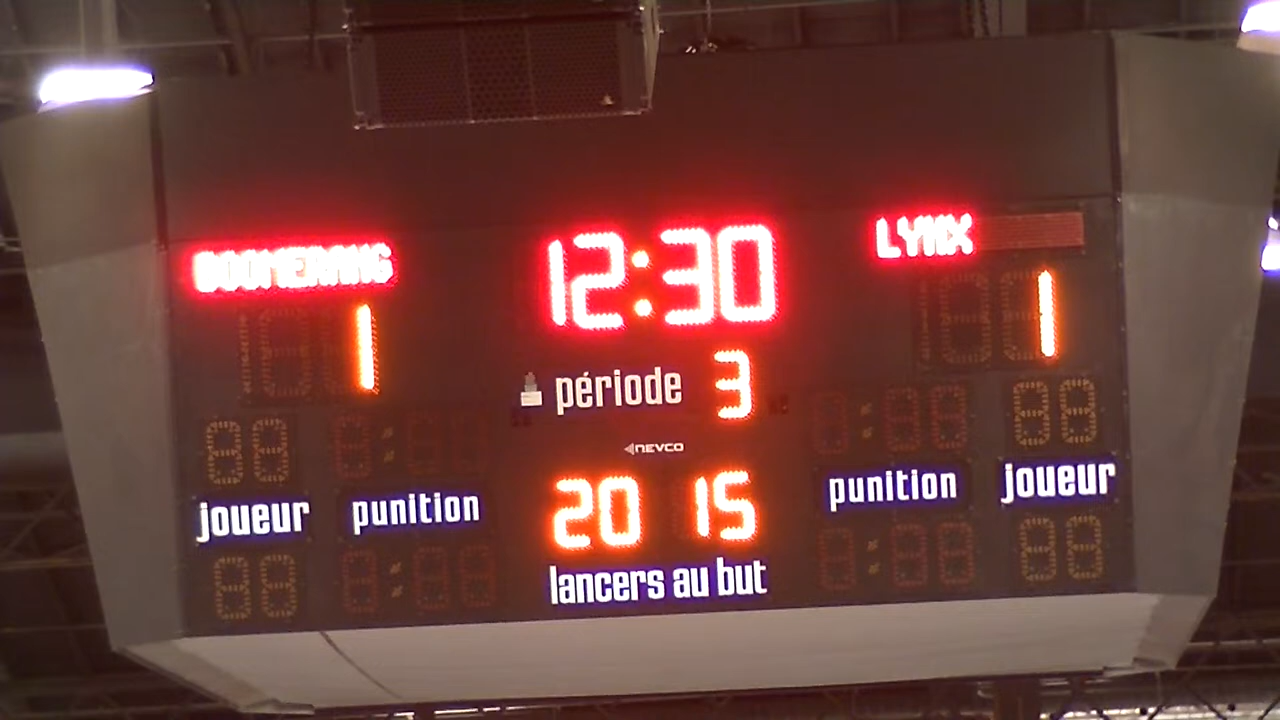 BOOMERANG 12:30 LYNX
1 1
période 3
NEVCO
20 15
joueur punition punition joueur
lancers au but